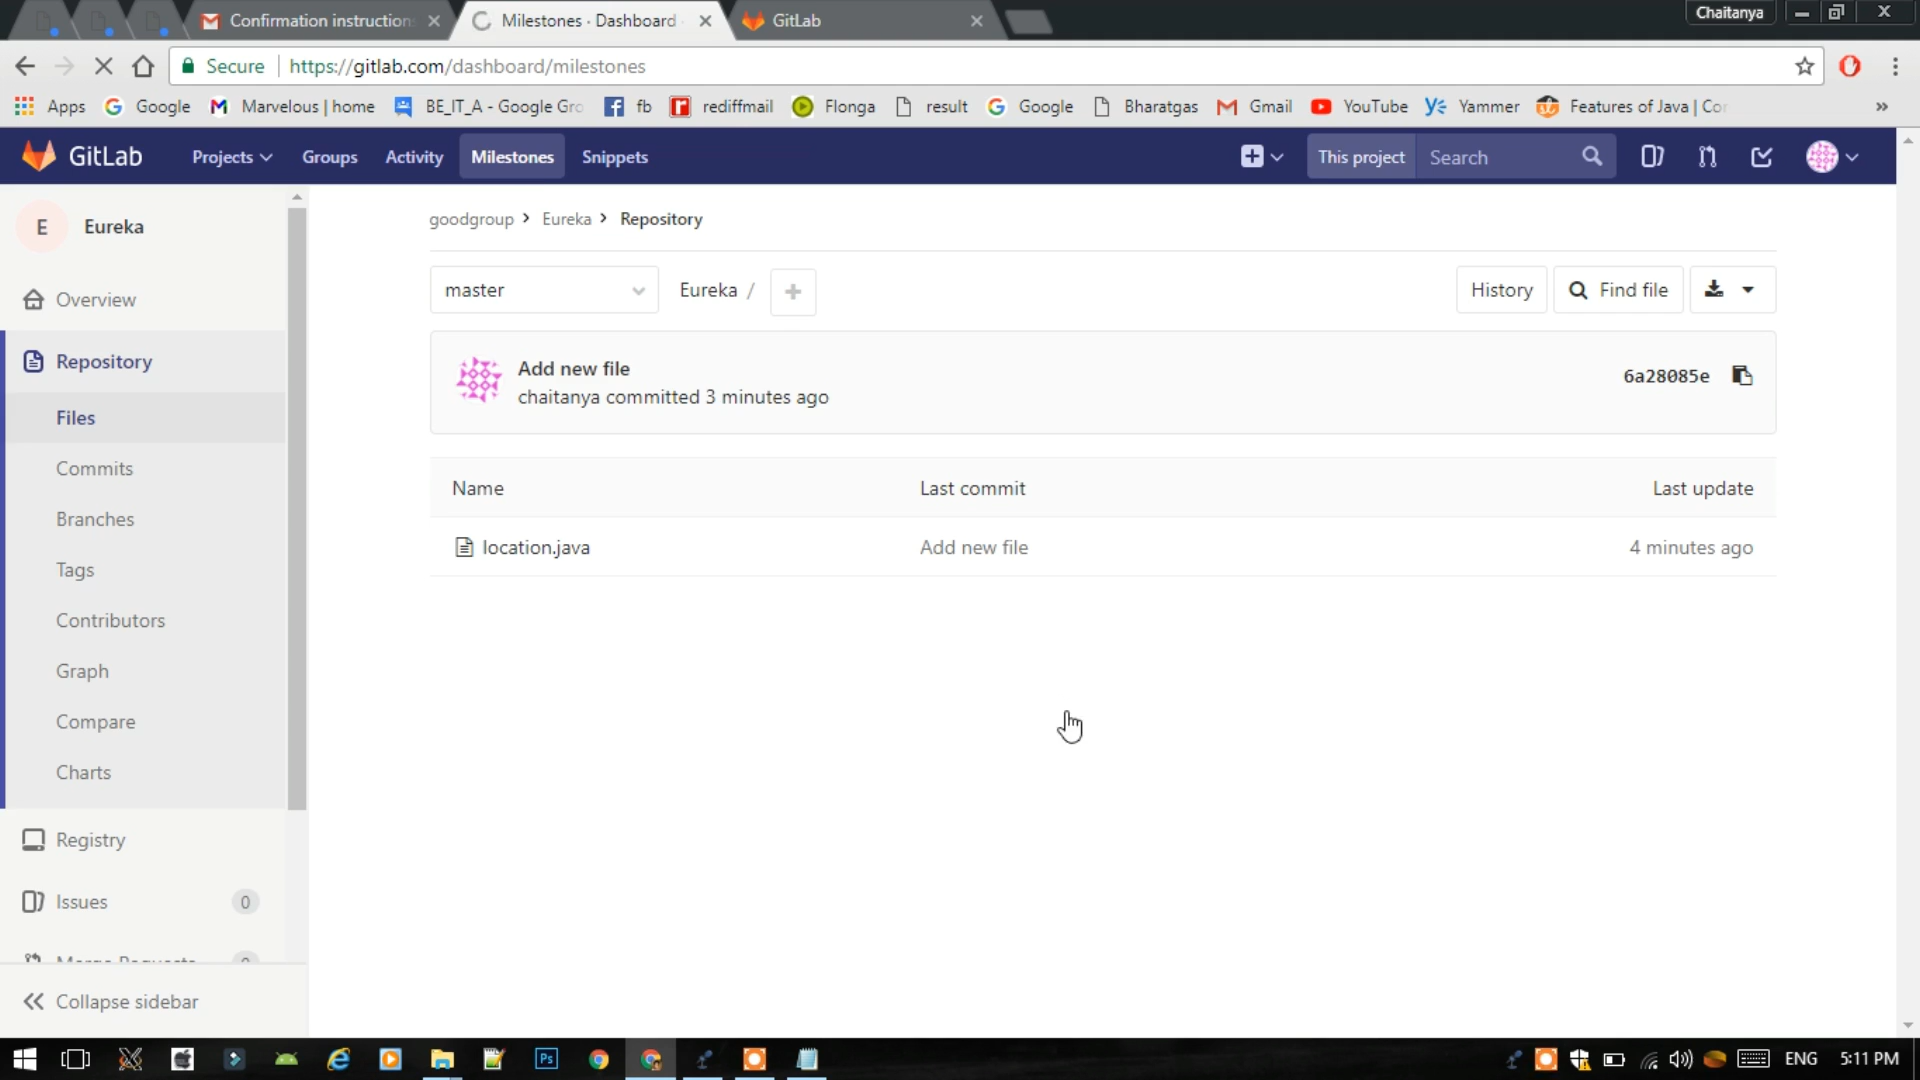 Confirmation instruction
Milestones · Dashboard
GitLab
Chaitanya
Secure
https://gitlab.com/dashboard/milestones
Apps
Google
Marvelous | home
BE_IT_A - Google Gro
fb
rediffmail
Flonga
result
Google
Bharatgas
Gmail
YouTube
Yammer
Features of Java | Co
»
GitLab
Projects
Groups
Activity
Milestones
Snippets
This project
Search
E
Eureka
Overview
Repository
Files
Commits
Branches
Tags
Contributors
Graph
Compare
Charts
Registry
Issues
0
Merge Requests
0
Collapse sidebar
goodgroup > Eureka > Repository
master
Eureka /
+
History
Find file
Add new file
chaitanya committed 3 minutes ago
6a28085e
Name
Last commit
Last update
location.java
Add new file
4 minutes ago
Ps
ENG
5:11 PM